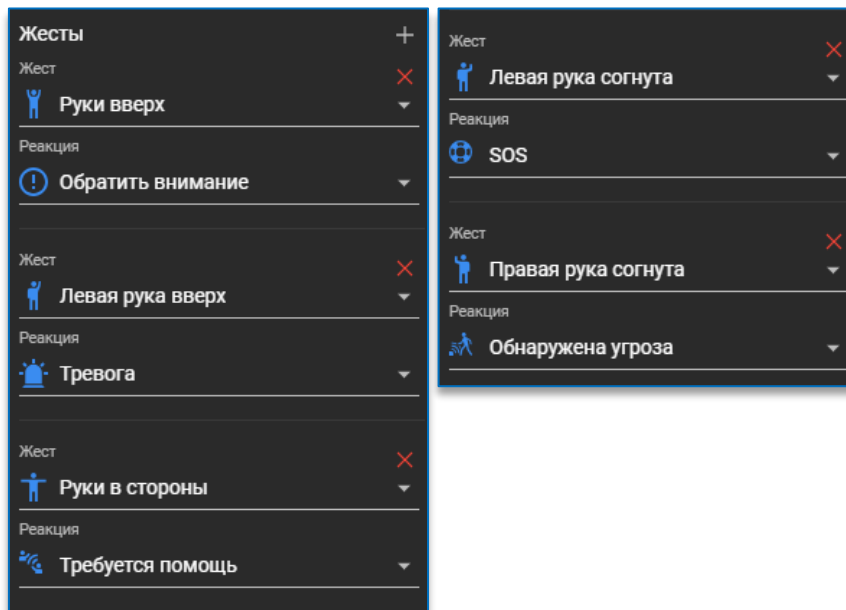 Жесты
Жест
Руки вверх
Реакция
Обратить внимание
Жест
Левая рука вверх
Реакция
Тревога
Жест
Руки в стороны
Реакция
Требуется помощь
Жест
Левая рука согнута
Реакция
SOS
Жест
Правая рука согнута
Реакция
Обнаружена угроза